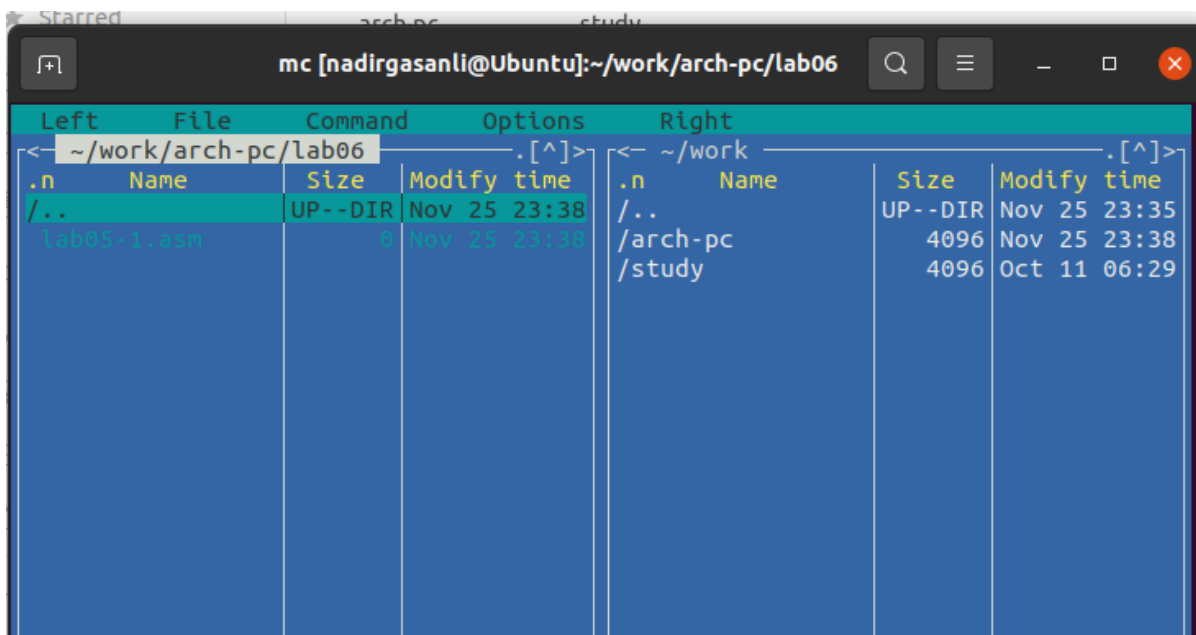 Starred arch-pc study
mc [nadirgasanli@Ubuntu]:~/work/arch-pc/lab06
Left File Command Options Right
<─ ~/work/arch-pc/lab06 ─.[^]>
.n Name Size Modify time
/.. UP--DIR Nov 25 23:38
lab05-1.asm 0 Nov 25 23:38
<─ ~/work ─.[^]>
.n Name Size Modify time
/.. UP--DIR Nov 25 23:35
/arch-pc 4096 Nov 25 23:38
/study 4096 Oct 11 06:29